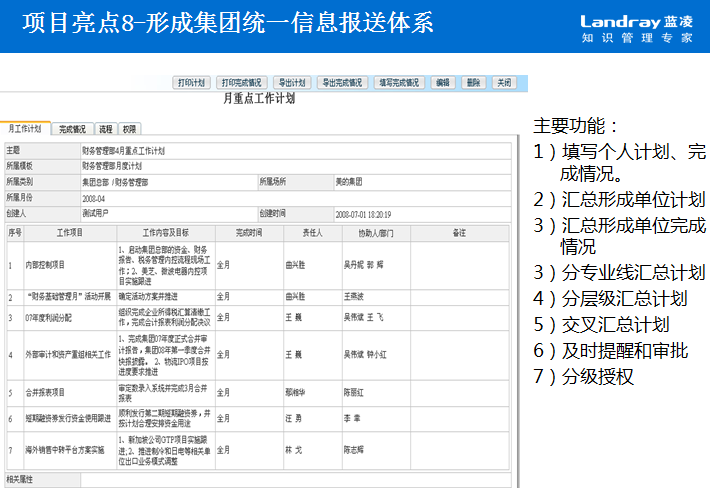 项目亮点8-形成集团统一信息报送体系
Landray蓝凌
知识管理专家
打印计划 打印完成情况 导出计划 导出完成情况 填写完成情况 编辑 删除 关闭
月重点工作计划
月工作计划 完成情况 流程 权限
主题 财务管理部4月重点工作计划
所属模板 财务管理部月度计划
所属类别 集团总部 / 财务管理部 所属场所 美的集团
所属月份 2008-04
创建人 测试用户 创建时间 2008-07-01 18:20:19
序号 工作项目 工作内容及目标 完成时间 责任人 协助人/部门 备注
1 内部控制项目 1、启动集团总部的资金、财务
报告、税务管理内控流程现场工
作；2、美芝、微波电器内控项
目实施跟进 全月 曲兴胜 吴丹妮 郭 辉
2 “财务基础管理月”活动开展 确定活动方案并推进 全月 曲兴胜 王燕波
3 07年度利润分配 组织完成企业所得税汇算清缴工
作，完成会计报表利润分配决议 全月 王 巍 吴伟斌 王 飞
4 外部审计和资产重组相关工作 1、完成集团07年度正式合并审
计报告，集团08年第一季度合并
快报披露。 2、物流IPO项目按
进度要求推进 全月 王 巍 吴伟斌 钟小红
5 合并报表项目 审定数录入系统并完成3月合并
报表 全月 鄢湘华 陈丽红
6 短期融资券发行资金使用跟进 顺利发行第二期短期融资券，并
按计划合理安排资金用途 全月 汪 勇 李 聿
7 海外销售中转平台方案实施 1、新加坡公司GTP项目实施跟
进;2、推进制冷和日电等相关单
位出口业务模式调整 全月 林 戈 陈志辉
相关属性
主要功能：
1）填写个人计划、完
成情况。
2）汇总形成单位计划
3）汇总形成单位完成
情况
3）分专业线汇总计划
4）分层级汇总计划
5）交叉汇总计划
6）及时提醒和审批
7）分级授权